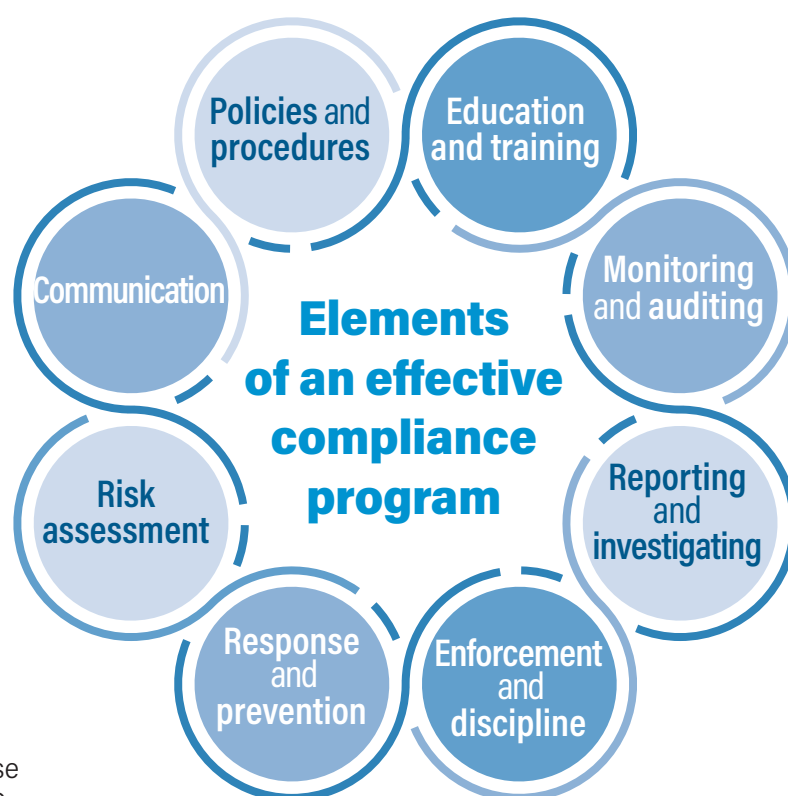 Policies and
procedures
Education
and training
Monitoring
and auditing
Reporting
and
investigating
Enforcement
and
discipline
Response
and
prevention
Risk
assessment
Communication
Elements
of an effective
compliance
program